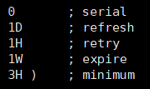 0 ; serial
1D ; refresh
1H ; retry
1W ; expire
3H ) ; minimum